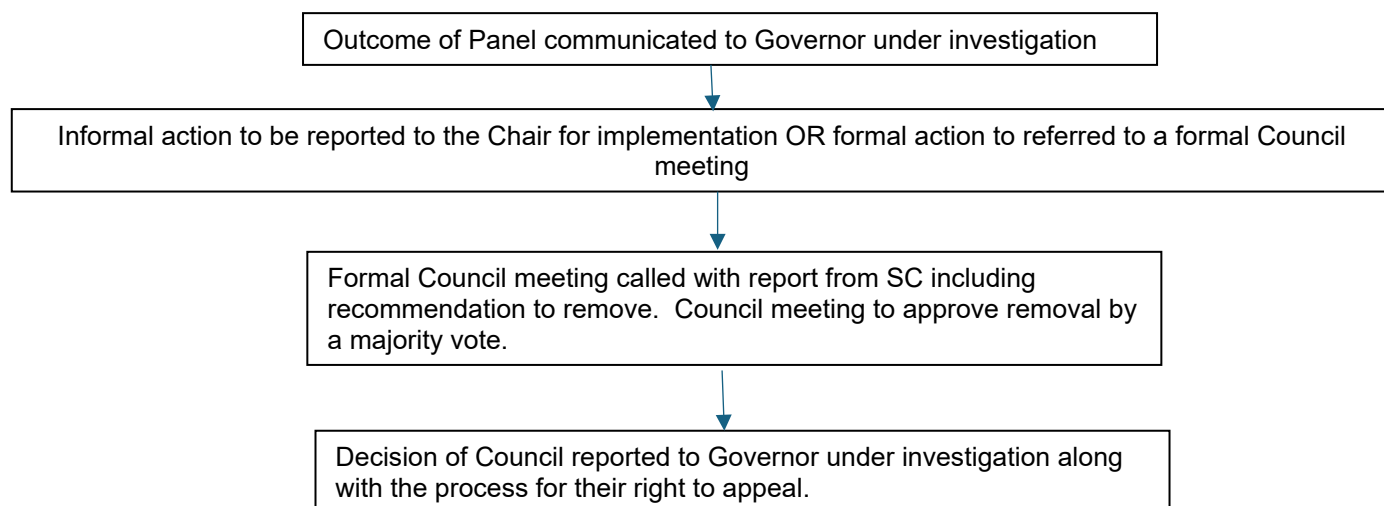 Outcome of Panel communicated to Governor under investigation
Informal action to be reported to the Chair for implementation OR formal action to referred to a formal Council
meeting
Formal Council meeting called with report from SC including
recommendation to remove.  Council meeting to approve removal by
a majority vote.
Decision of Council reported to Governor under investigation along
with the process for their right to appeal.